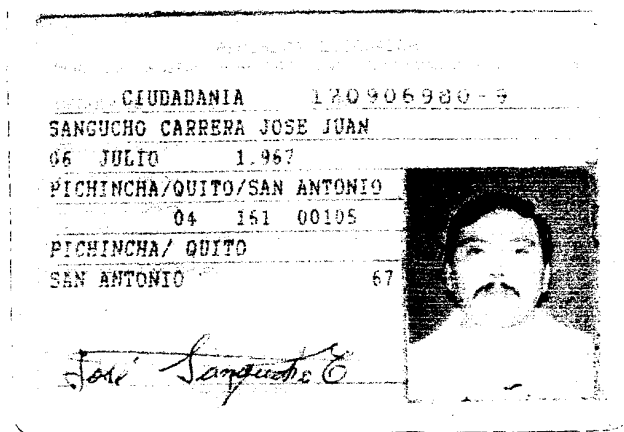 CIUDADANIA 170906980-9
SANGUCHO CARRERA JOSE JUAN
06 JULIO 1.967
PICHINCHA/QUITO/SAN ANTONIO
04 161 00105
PICHINCHA/ QUITO
SAN ANTONIO 67
José Sangucho C